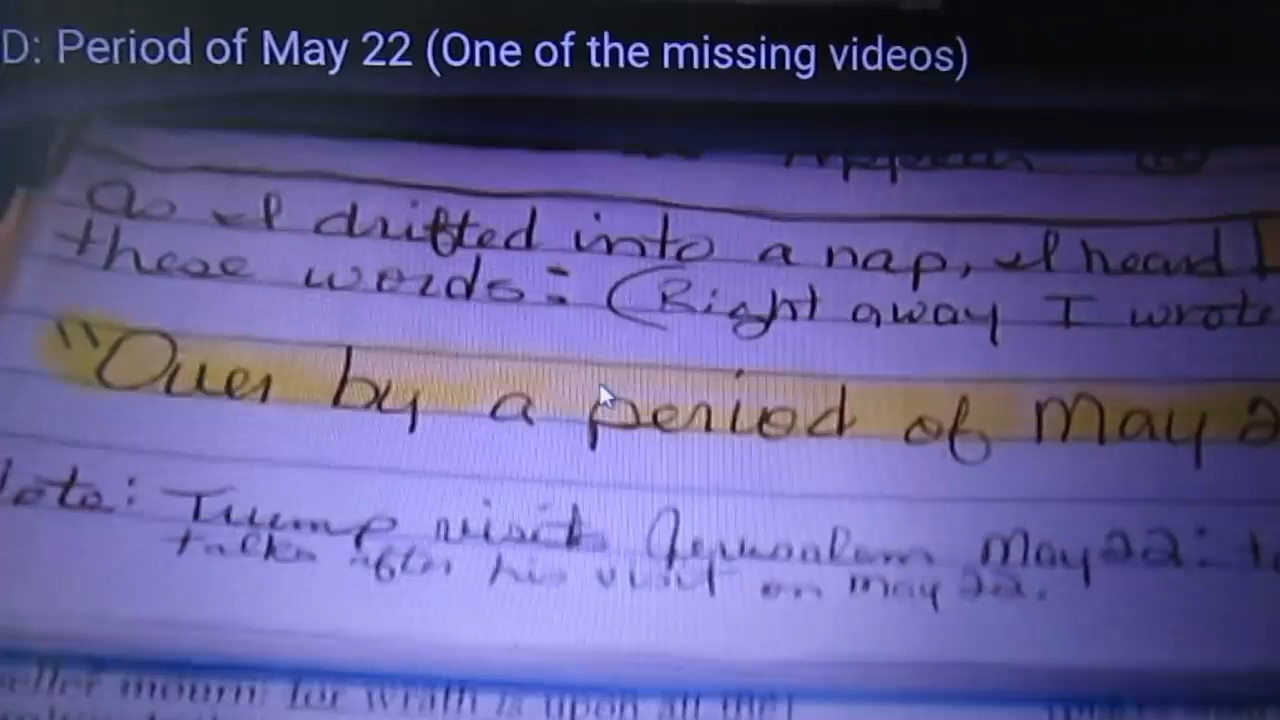 D: Period of May 22 (One of the missing videos)
As I drifted into a nap, I heard
these words: (Right away I wrote
"Over by a period of May 2
Note: Trump visits Jerusalem May 22:
talks after his visit on May 22.
mourn: for wrath is upon all the